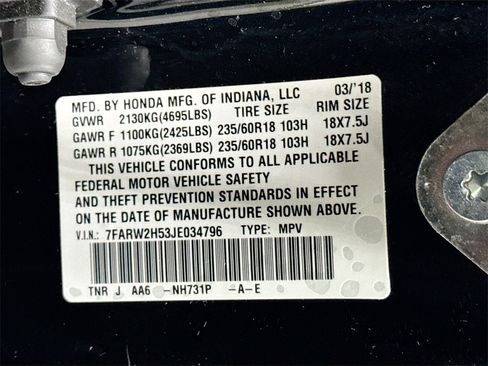 MFD. BY HONDA MFG. OF INDIANA, LLC 03/'18
GVWR 2130KG(4695LBS) TIRE SIZE RIM SIZE
GAWR F 1100KG(2425LBS) 235/60R18 103H 18X7.5J
GAWR R 1075KG(2369LBS) 235/60R18 103H 18X7.5J
THIS VEHICLE CONFORMS TO ALL APPLICABLE
FEDERAL MOTOR VEHICLE SAFETY
AND THEFT PREVENTION STANDARDS IN EFFECT
ON THE DATE OF MANUFACTURE SHOWN ABOVE.
V.I.N.: 7FARW2H53JE034796 TYPE: MPV
TNR J AA6 -NH731P -A-E